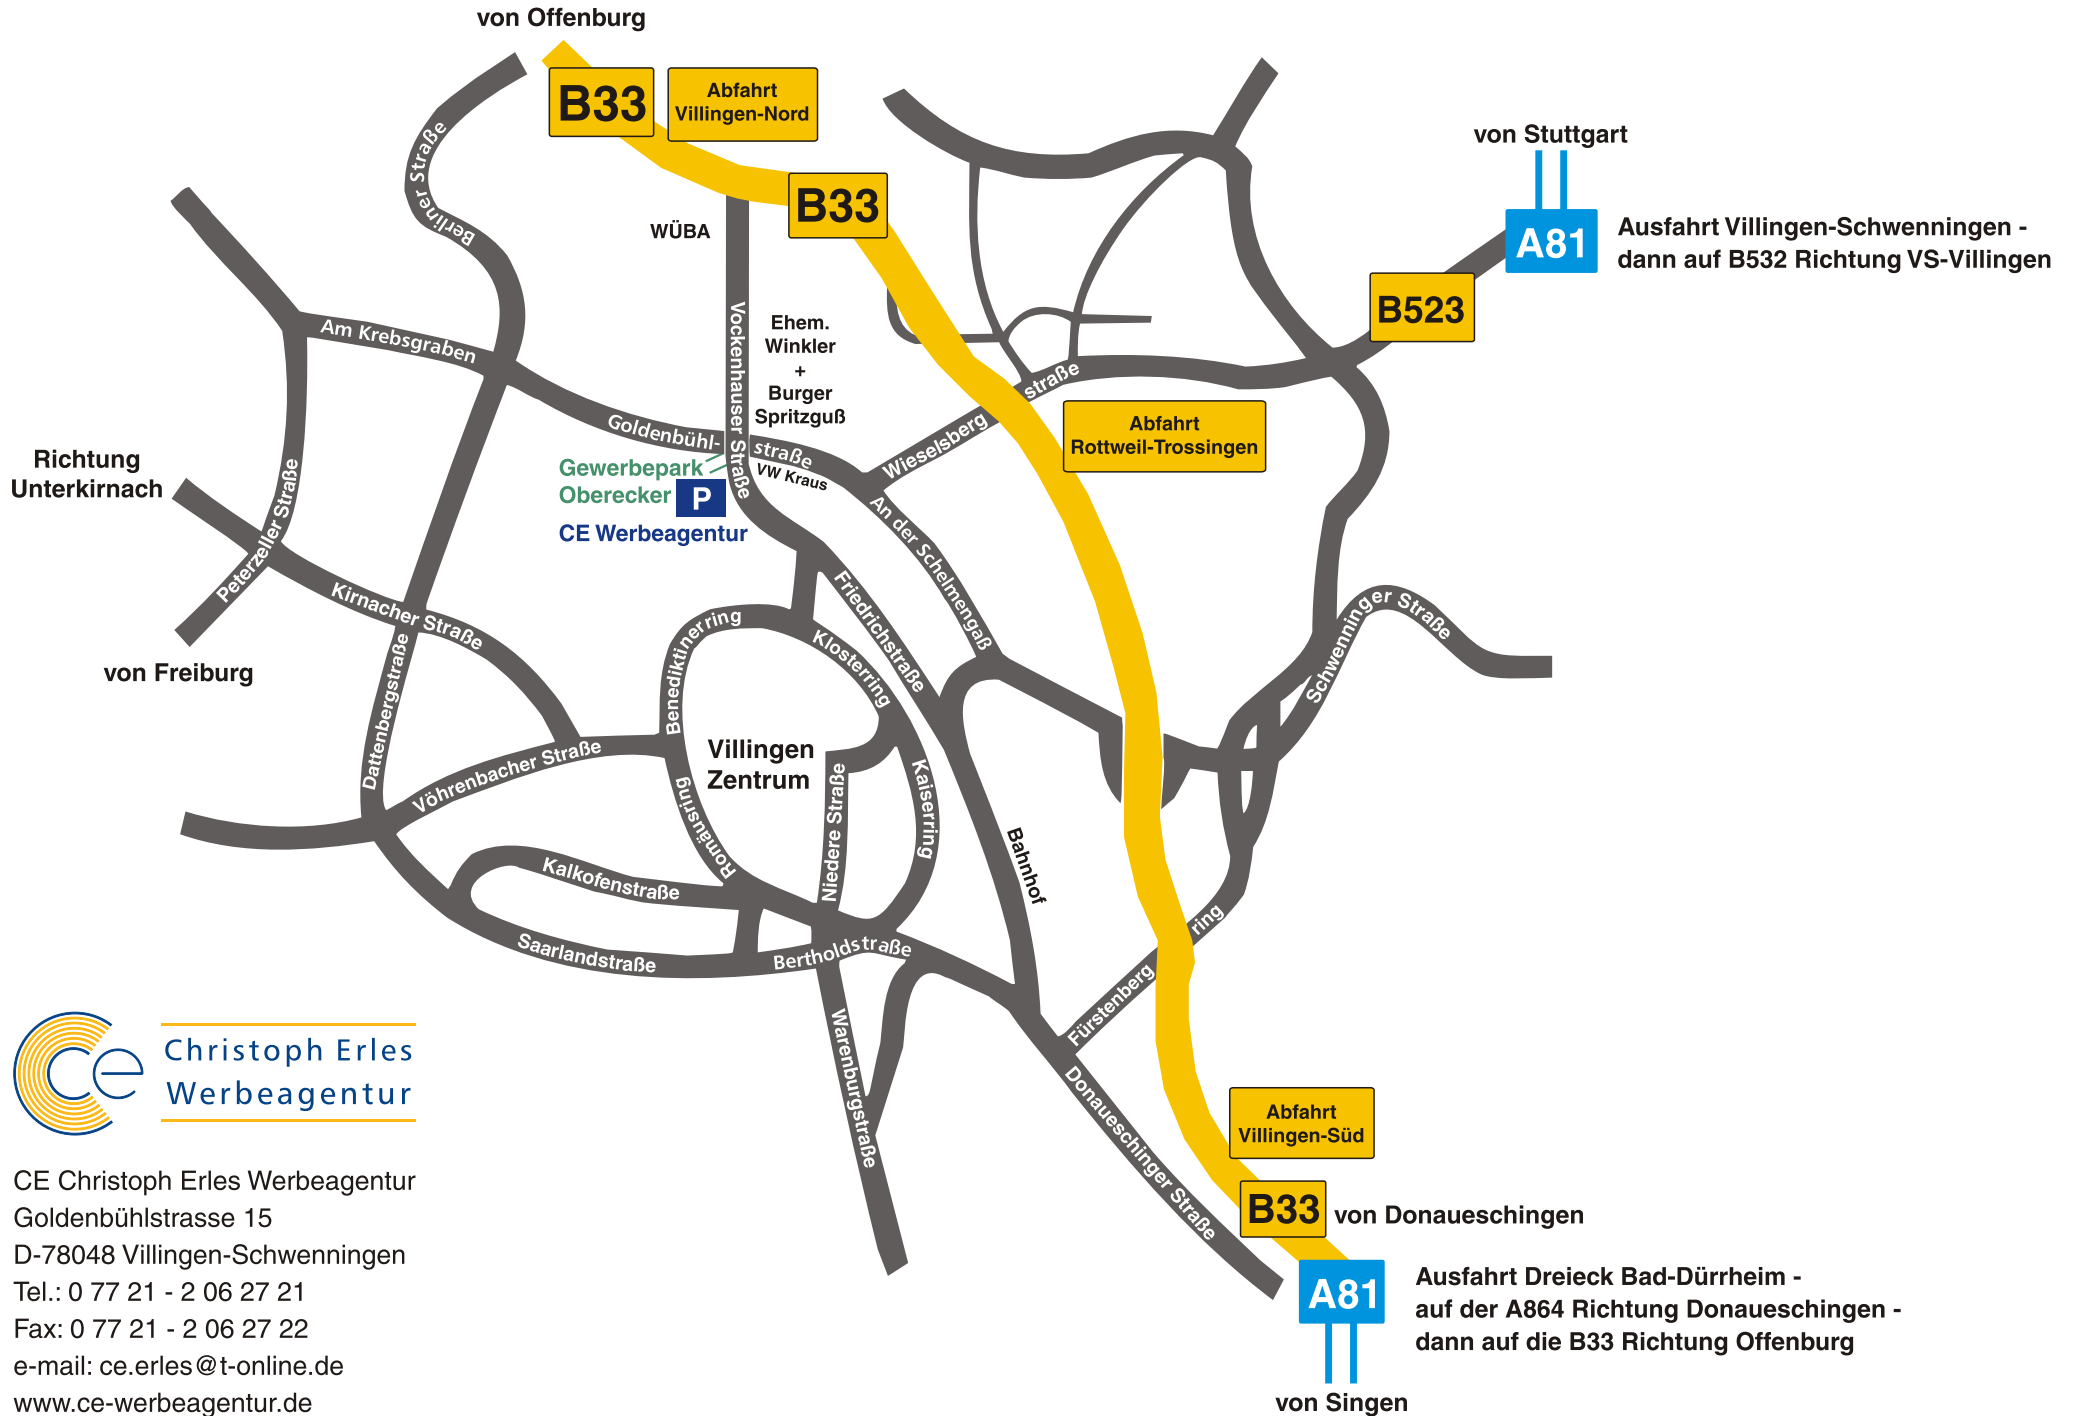 von Offenburg
B33
Abfahrt
Villingen-Nord
B33
von Stuttgart
A81
Ausfahrt Villingen-Schwenningen -
dann auf B532 Richtung VS-Villingen
B523
Berliner Straße
WÜBA
Vockenhauser Straße
Ehem.
Winkler
+
Burger
Spritzguß
Am Krebsgraben
Goldenbühl-
straße
VW Kraus
Wieselsberg
straße
Abfahrt
Rottweil-Trossingen
Gewerbepark
Oberecker
P
CE Werbeagentur
Richtung
Unterkirnach
Peterzeller Straße
von Freiburg
Kirnacher Straße
An der Schelmengaß
Friedrichstraße
Benediktinerring
Klosterring
Schwenninger Straße
Dattenbergstraße
Vöhrenbacher Straße
Villingen
Zentrum
Romäusring
Niedere Straße
Kaiserring
Bahnhof
Kalkofenstraße
Saarlandstraße
Bertholdstraße
Warenburgstraße
Fürstenberg
ring
Donaueschinger Straße
Abfahrt
Villingen-Süd
B33
von Donaueschingen
A81
Ausfahrt Dreieck Bad-Dürrheim -
auf der A864 Richtung Donaueschingen -
dann auf die B33 Richtung Offenburg
von Singen
ce
Christoph Erles
Werbeagentur
CE Christoph Erles Werbeagentur
Goldenbühlstrasse 15
D-78048 Villingen-Schwenningen
Tel.: 0 77 21 - 2 06 27 21
Fax: 0 77 21 - 2 06 27 22
e-mail: ce.erles@t-online.de
www.ce-werbeagentur.de